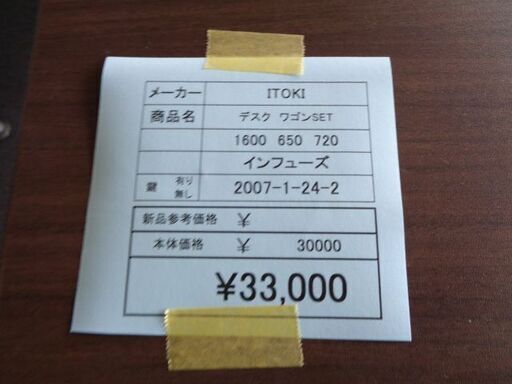 メーカー ITOKI
商品名 デスク ワゴンSET
1600 650 720
インフューズ
鍵 有り 無し 2007-1-24-2
新品参考価格 ¥
本体価格 ¥ 30000
¥33,000